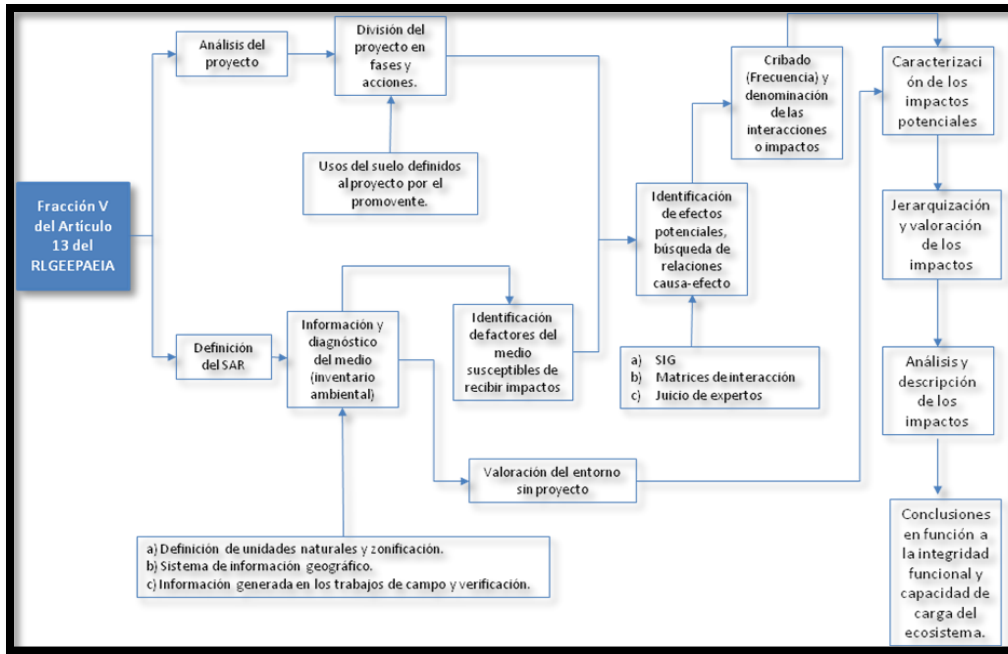 Análisis del
proyecto
División del
proyecto en
fases y
acciones.
Usos del suelo definidos
al proyecto por el
promovente.
Fracción V
del Artículo
13 del
RLGEEPAEIA
Definición
del SAR
Información y
diagnóstico
del medio
(inventario
ambiental)
Identificación
de factores del
medio
susceptibles de
recibir impactos
a) Definición de unidades naturales y zonificación.
b) Sistema de información geográfico.
c) Información generada en los trabajos de campo y verificación.
Valoración del entorno
sin proyecto
Identificación
de efectos
potenciales,
búsqueda de
relaciones
causa-efecto
a) SIG
b) Matrices de interacción
c) Juicio de expertos
Cribado
(Frecuencia) y
denominación
de las
interacciones
o impactos
Caracterizaci
ón de los
impactos
potenciales
Jerarquización
y valoración
de los
impactos
Análisis y
descripción
de los
impactos
Conclusiones
en función a
la integridad
funcional y
capacidad de
carga del
ecosistema.